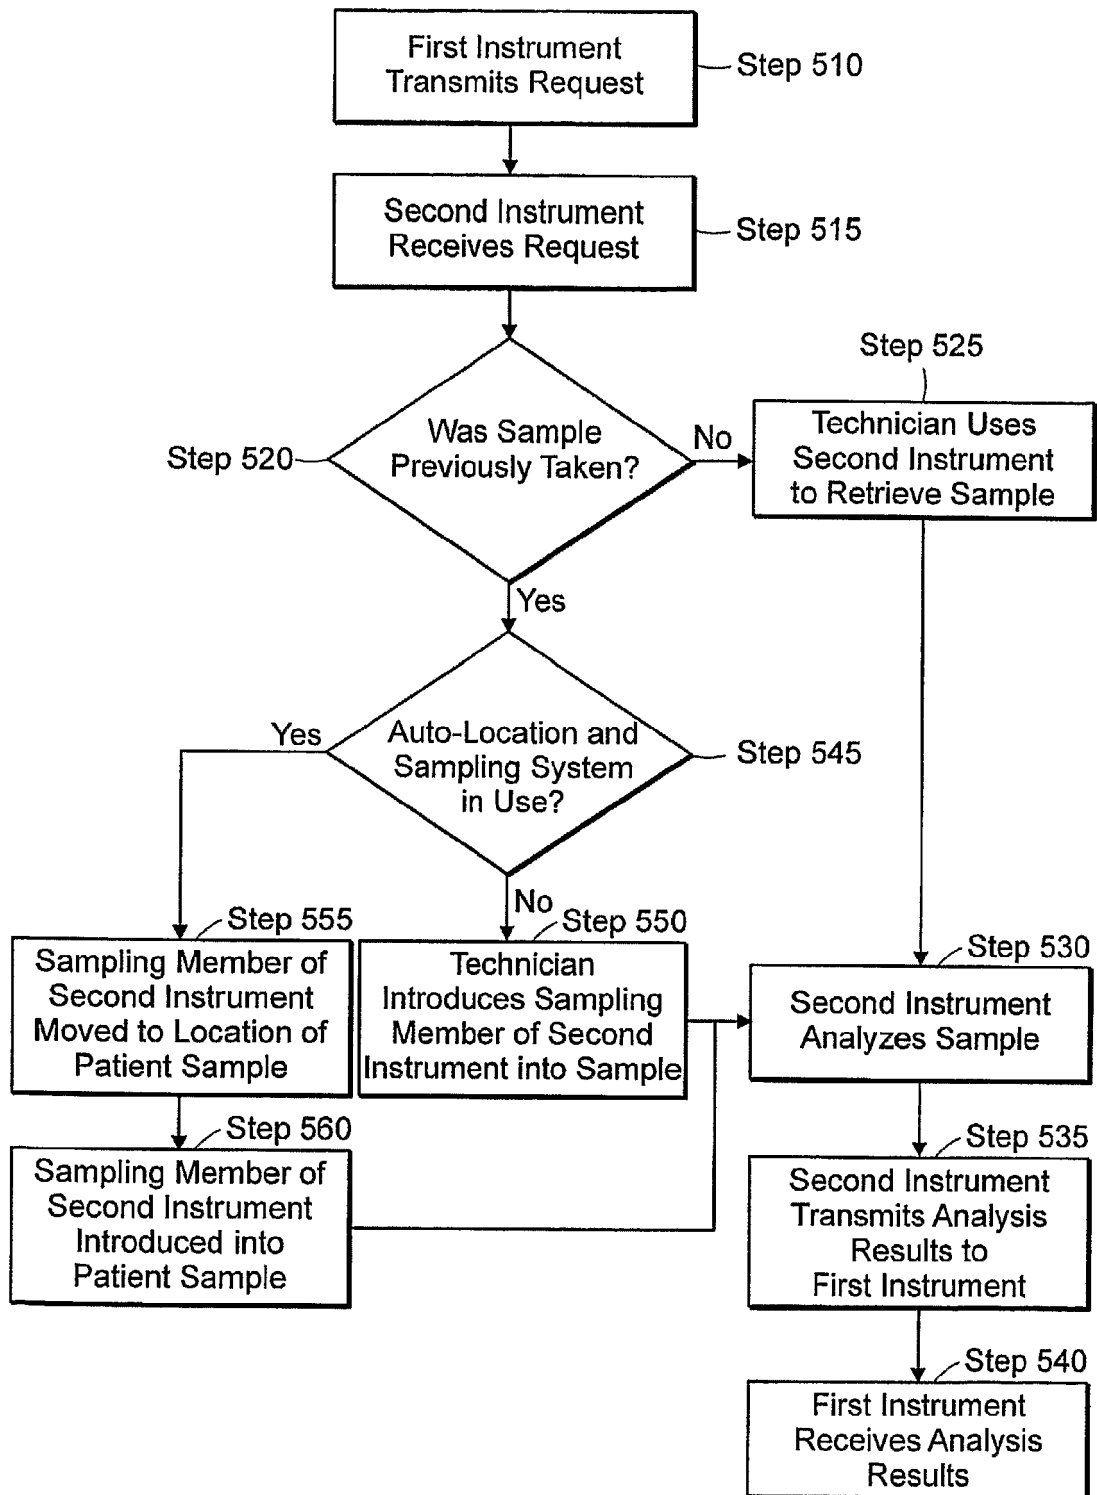 First Instrument
Transmits Request
Step 510
Second Instrument
Receives Request
Step 515
Step 525
Was Sample
Previously Taken?
Step 520
No
Technician Uses
Second Instrument
to Retrieve Sample
Yes
Auto-Location and
Sampling System
in Use?
Yes
Step 545
No
Step 555
Sampling Member of
Second Instrument
Moved to Location of
Patient Sample
Step 550
Technician
Introduces Sampling
Member of Second
Instrument into Sample
Step 530
Second Instrument
Analyzes Sample
Step 560
Sampling Member of
Second Instrument
Introduced into
Patient Sample
Step 535
Second Instrument
Transmits Analysis
Results to
First Instrument
Step 540
First Instrument
Receives Analysis
Results